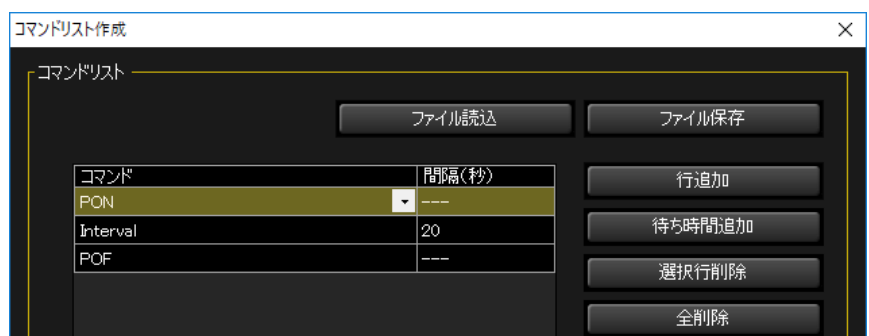 コマンドリスト作成
コマンドリスト
ファイル読込 ファイル保存
コマンド 間隔(秒) 行追加
PON ---
Interval 20 待ち時間追加
POF ---
選択行削除
全削除